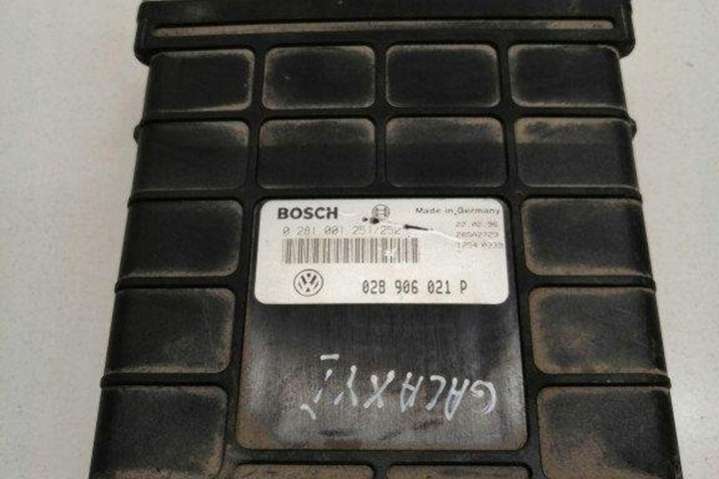 BOSCH
Made in Germany
0 281 001 251/252
22.02.96
028 906 021 P
GALAXY I